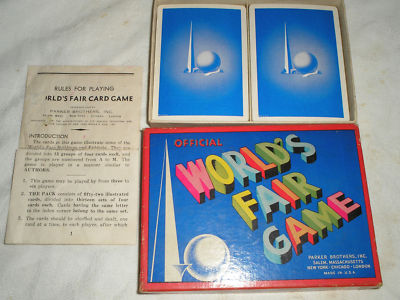 RULES FOR PLAYING
RLD'S FAIR CARD GAME
PARKER BROTHERS, INC.
INTRODUCTION
The cards in this game illustrate some of the
World's Fair Buildings and Exhibits. They are
divided into 13 groups of four cards each, and
the groups are numbered from A to M. The
game is played in a manner similar to
AUTHORS.
1. This game may be played by from three to
six players.
2. THE PACK consists of fifty-two illustrated
cards, divided into thirteen sets of four
cards each. Cards having the same letter
in the index corner belong to the same set.
3. The cards should be shuffled and dealt, one
card at a time, to each player, after which
1
OFFICIAL
WORLD'S
FAIR
GAME
PARKER BROTHERS, INC.
SALEM, MASSACHUSETTS
NEW YORK · CHICAGO · LONDON
MADE IN U.S.A.